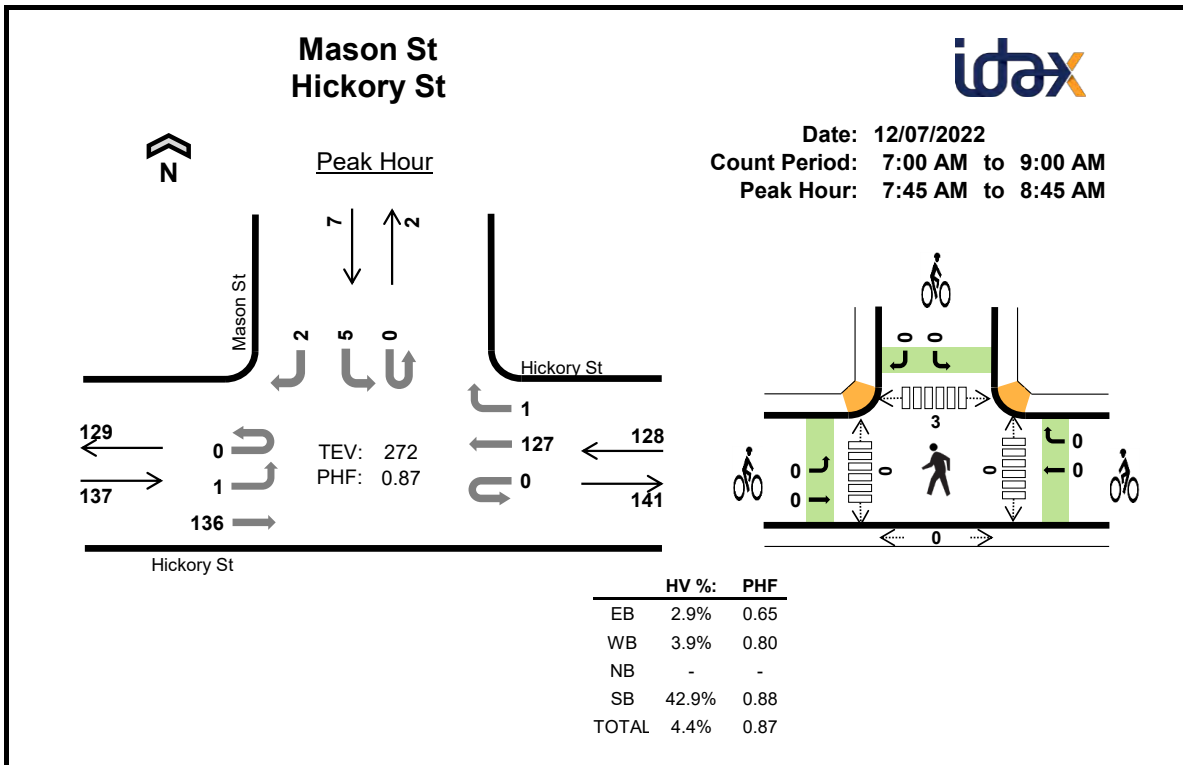 Mason St
Hickory St
idax
N
Peak Hour
Date: 12/07/2022
Count Period: 7:00 AM to 9:00 AM
Peak Hour: 7:45 AM to 8:45 AM
7
2
Mason St
2
5
0
Hickory St
1
129
0
TEV: 272
127
128
137
1
PHF: 0.87
0
141
136
Hickory St
0
0
3
0
0
0
0
0
0
0
HV %: PHF
EB 2.9% 0.65
WB 3.9% 0.80
NB - -
SB 42.9% 0.88
TOTAL 4.4% 0.87